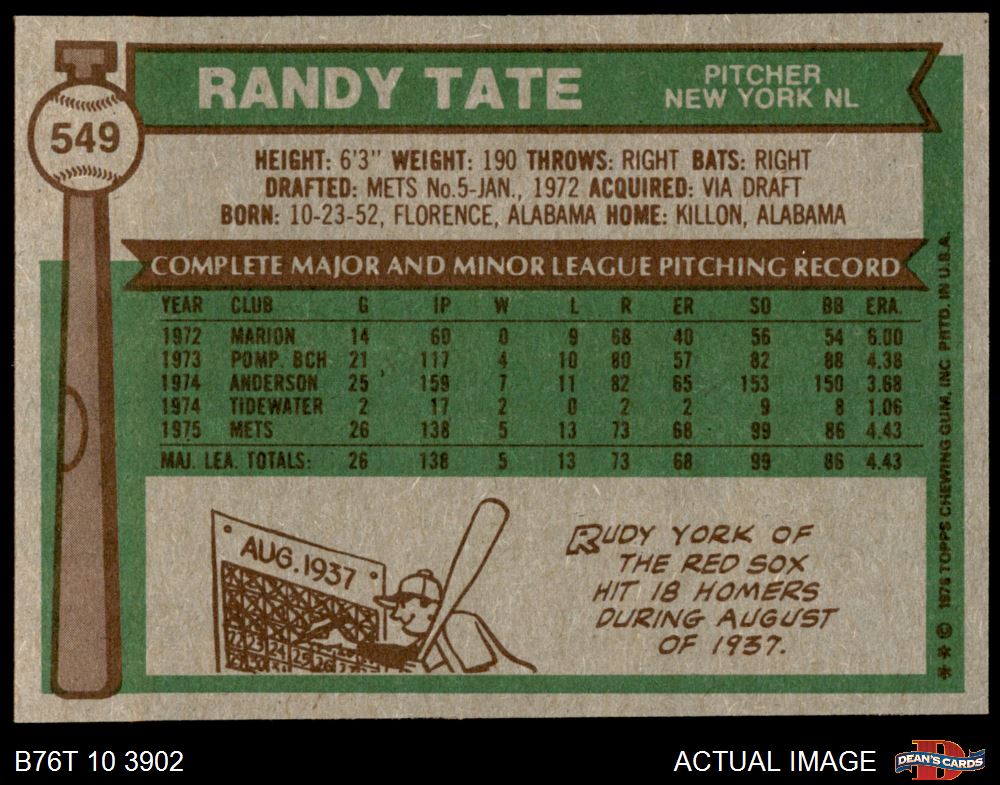 549
RANDY TATE
PITCHER
NEW YORK NL
HEIGHT: 6'3" WEIGHT: 190 THROWS: RIGHT BATS: RIGHT
DRAFTED: METS No.5-JAN., 1972 ACQUIRED: VIA DRAFT
BORN: 10-23-52, FLORENCE, ALABAMA HOME: KILLON, ALABAMA
COMPLETE MAJOR AND MINOR LEAGUE PITCHING RECORD
YEAR CLUB G IP W L R ER SO BB ERA.
1972 MARION 14 60 0 9 68 40 56 54 6.00
1973 POMP. BCH 21 117 4 10 80 57 82 88 4.38
1974 ANDERSON 25 159 7 11 82 65 153 150 3.68
1974 TIDEWATER 2 17 2 0 2 2 9 8 1.06
1975 METS 26 138 5 13 73 68 99 86 4.43
MAJ. LEA. TOTALS: 26 138 5 13 73 68 99 86 4.43
AUG. 1937
22 23 24 25 26
RUDY YORK OF
THE RED SOX
HIT 18 HOMERS
DURING AUGUST
OF 1937.
* * © 1976 TOPPS CHEWING GUM, INC PRTD. IN U.S.A.
B76T 10 3902
ACTUAL IMAGE
DEAN'S CARDS